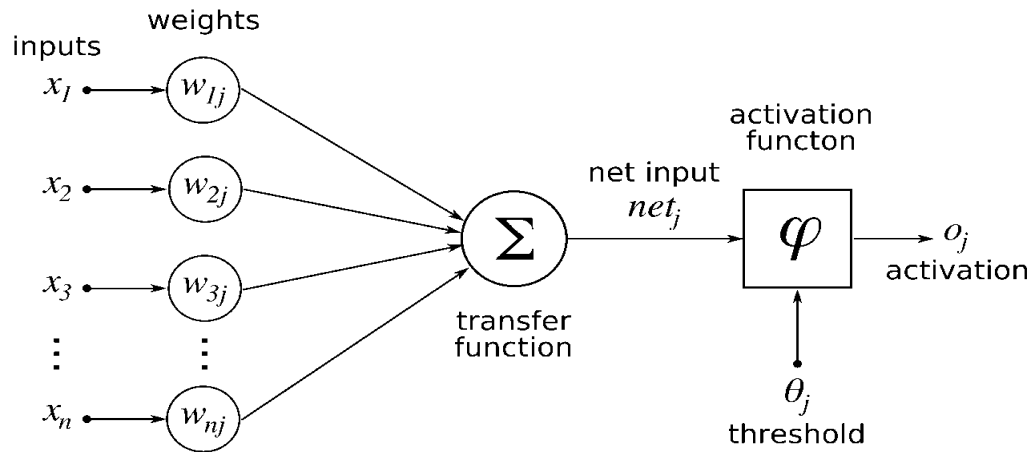 weights
inputs
x₁
w₁ⱼ
activation
functon
x₂
w₂ⱼ
net input
netⱼ
Σ
φ
oⱼ
activation
x₃
w₃ⱼ
transfer
function
⋮
⋮
xₙ
wₙⱼ
θⱼ
threshold